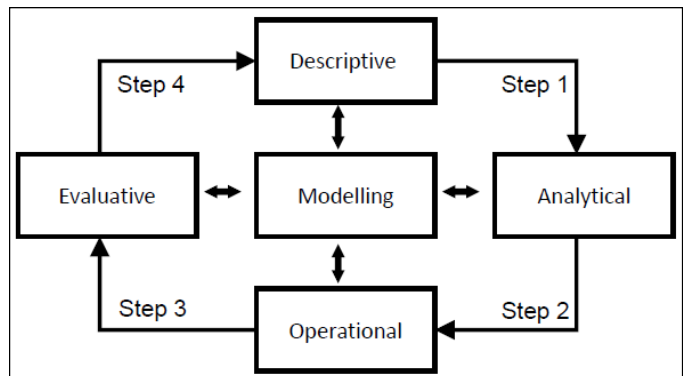 Descriptive
Step 4
Step 1
Evaluative
Modelling
Analytical
Step 3
Step 2
Operational